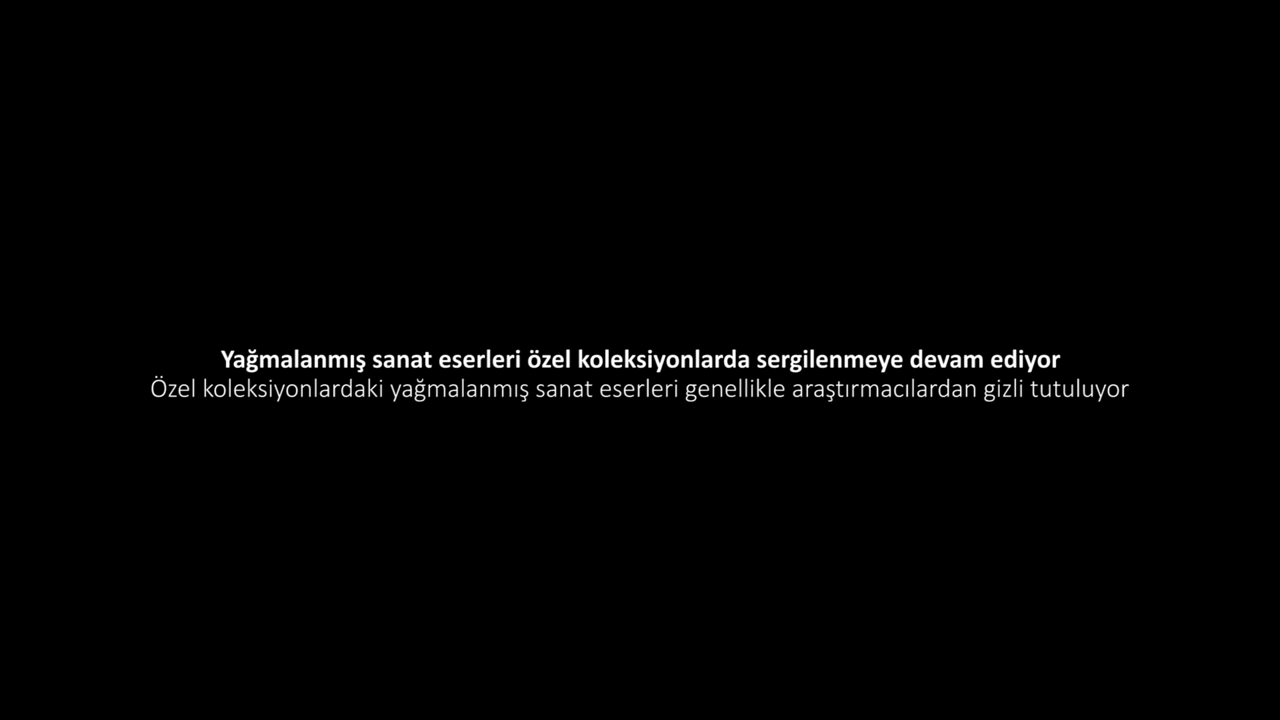 Yağmalanmış sanat eserleri özel koleksiyonlarda sergilenmeye devam ediyor
Özel koleksiyonlardaki yağmalanmış sanat eserleri genellikle araştırmacılardan gizli tutuluyor